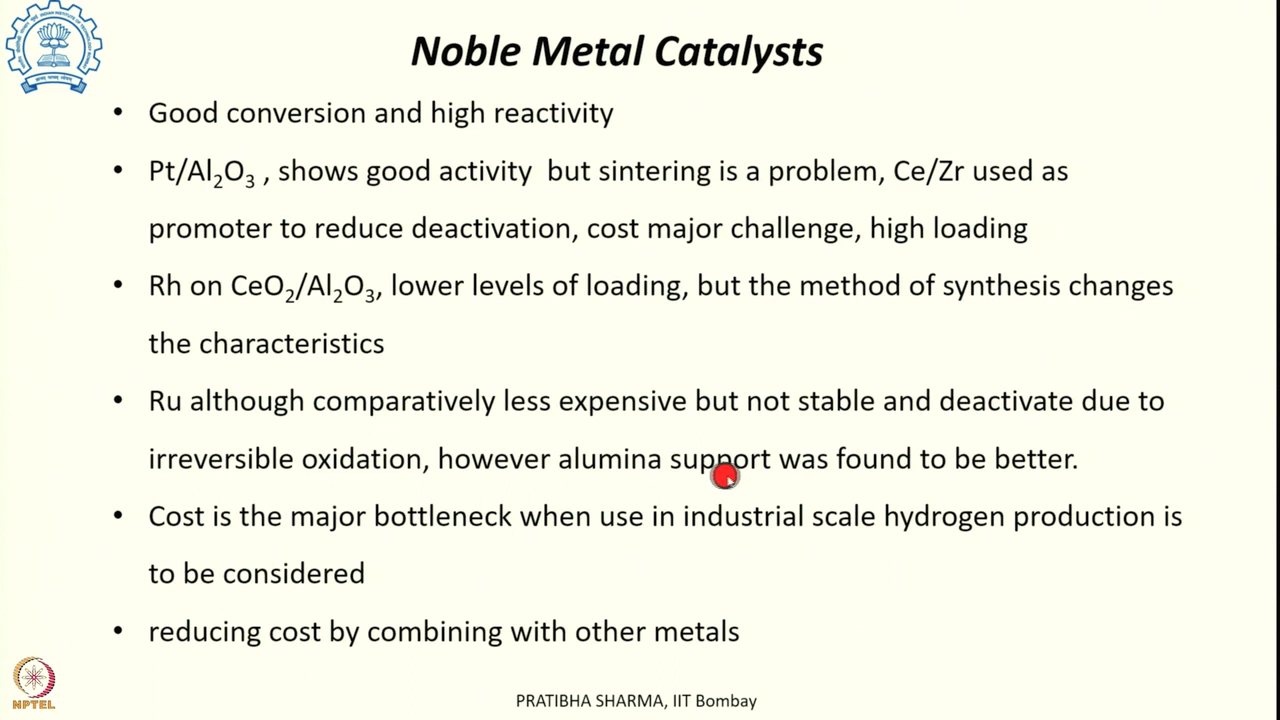 Noble Metal Catalysts
• Good conversion and high reactivity
• Pt/Al₂O₃ , shows good activity but sintering is a problem, Ce/Zr used as
promoter to reduce deactivation, cost major challenge, high loading
• Rh on CeO₂/Al₂O₃, lower levels of loading, but the method of synthesis changes
the characteristics
• Ru although comparatively less expensive but not stable and deactivate due to
irreversible oxidation, however alumina support was found to be better.
• Cost is the major bottleneck when use in industrial scale hydrogen production is
to be considered
• reducing cost by combining with other metals
NPTEL
PRATIBHA SHARMA, IIT Bombay